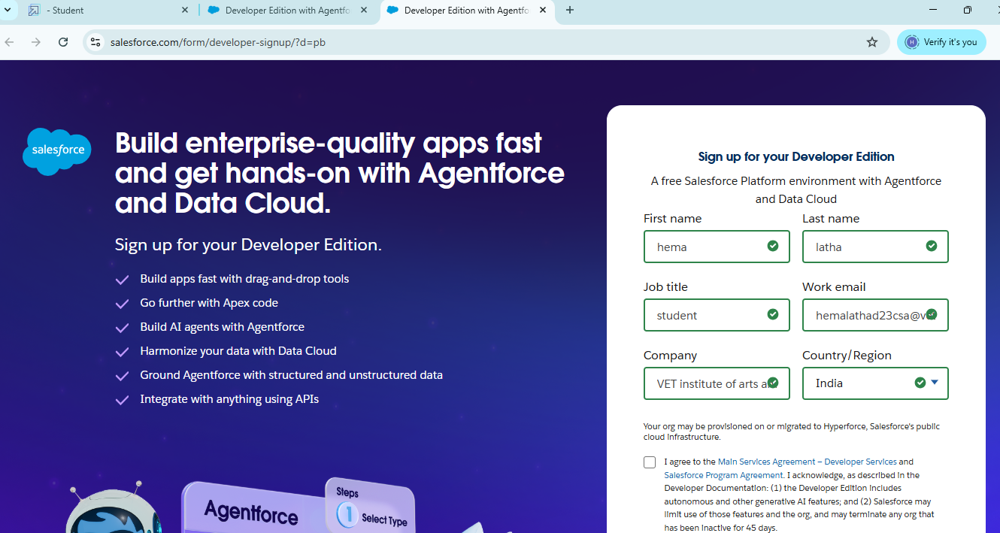 - Student
Developer Edition with Agentfo
Developer Edition with Agentfo
salesforce.com/form/developer-signup/?d=pb
H
Verify it's you
salesforce
Build enterprise-quality apps fast
and get hands-on with Agentforce
and Data Cloud.
Sign up for your Developer Edition.
Build apps fast with drag-and-drop tools
Go further with Apex code
Build AI agents with Agentforce
Harmonize your data with Data Cloud
Ground Agentforce with structured and unstructured data
Integrate with anything using APIs
Agentforce
Steps
1
Select Type
Sign up for your Developer Edition
A free Salesforce Platform environment with Agentforce
and Data Cloud
First name
Last name
hema
latha
Job title
Work email
student
hemalathad23csa@v
Company
Country/Region
VET institute of arts a
India
Your org may be provisioned on or migrated to Hyperforce, Salesforce's public
cloud infrastructure.
I agree to the Main Services Agreement – Developer Services and
Salesforce Program Agreement. I acknowledge, as described in the
Developer Documentation: (1) the Developer Edition includes
autonomous and other generative AI features; and (2) Salesforce may
limit use of those features and the org, and may terminate any org that
has been inactive for 45 days.